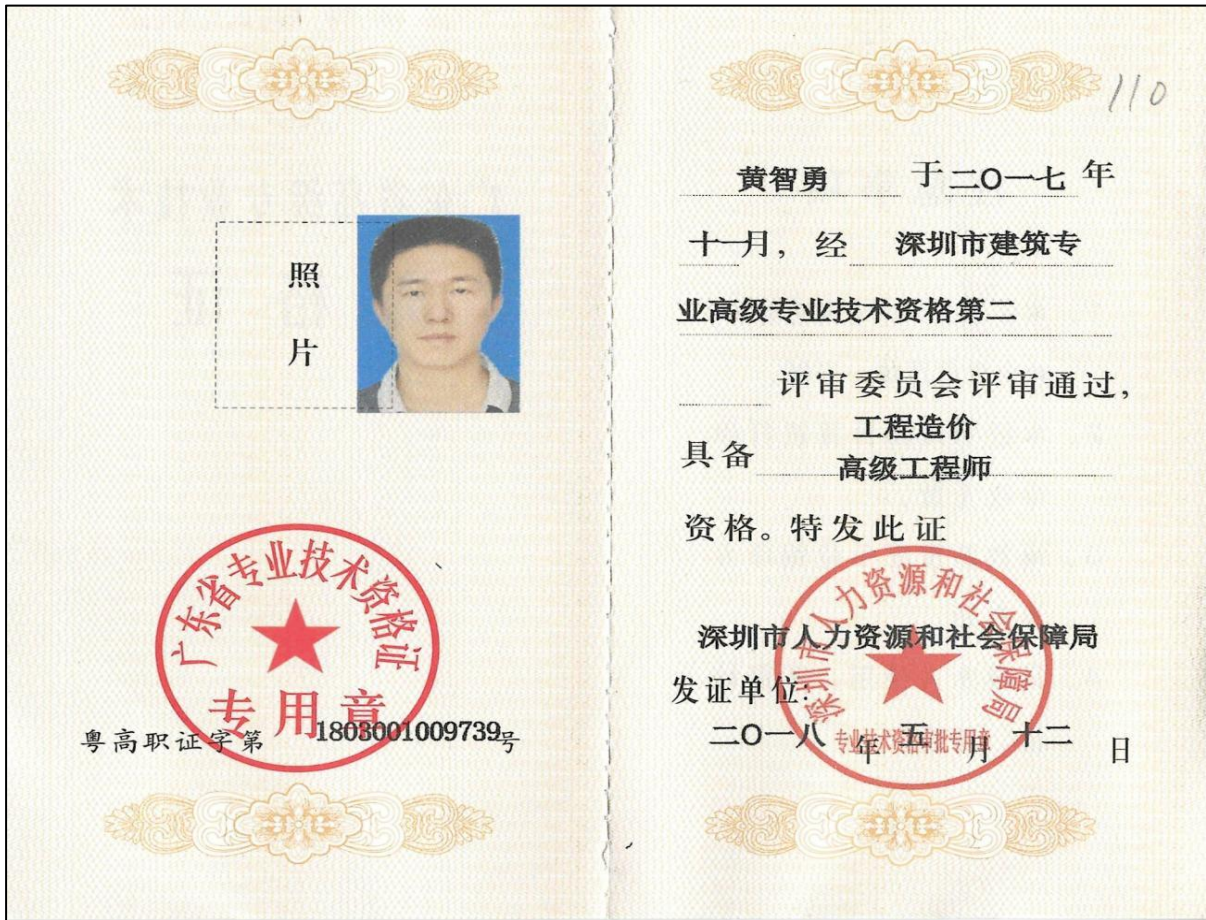 照
片
广东省专业技术资格证
专用章
粤高职证字第 1803001009739号
110
黄智勇 于二〇一七 年
十一月，经 深圳市建筑专
业高级专业技术资格第二
评审委员会评审通过，
工程造价
具备 高级工程师
资格。特发此证
深圳市人力资源和社会保障局
深圳市人力资源和社会保障局
发证单位:
二〇一八 年 五 月 十二 日
专业技术资格审批专用章